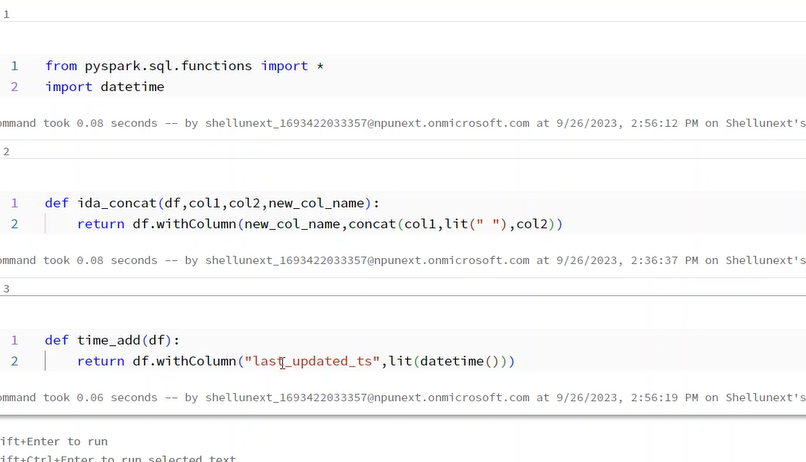 1
1 from pyspark.sql.functions import *
2 import datetime
ommand took 0.08 seconds -- by shellunext_1693422033357@npunext.onmicrosoft.com at 9/26/2023, 2:56:12 PM on Shellunext's
2
1 def ida_concat(df,col1,col2,new_col_name):
2 return df.withColumn(new_col_name,concat(col1,lit(" "),col2))
ommand took 0.08 seconds -- by shellunext_1693422033357@npunext.onmicrosoft.com at 9/26/2023, 2:36:37 PM on Shellunext's
3
1 def time_add(df):
2 return df.withColumn("last_updated_ts",lit(datetime()))
ommand took 0.06 seconds -- by shellunext_1693422033357@npunext.onmicrosoft.com at 9/26/2023, 2:56:19 PM on Shellunext's
ift+Enter to run
ift+Ctrl+Enter to run selected text